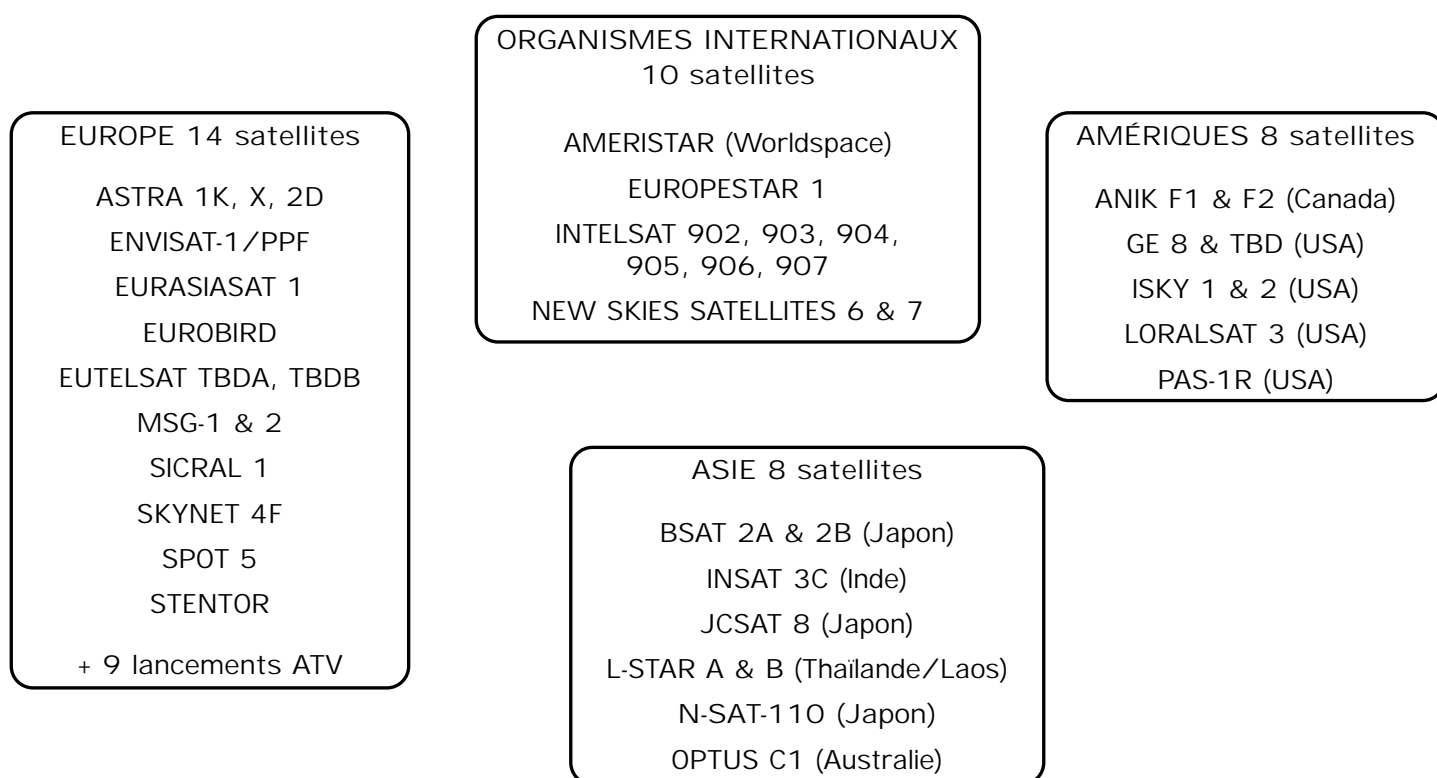 ORGANISMES INTERNATIONAUX
10 satellites
AMERISTAR (Worldspace)
EUROPESTAR 1
INTELSAT 902, 903, 904,
905, 906, 907
NEW SKIES SATELLITES 6 & 7
EUROPE 14 satellites
ASTRA 1K, X, 2D
ENVISAT-1/PPF
EURASIASAT 1
EUROBIRD
EUTELSAT TBDA, TBDB
MSG-1 & 2
SICRAL 1
SKYNET 4F
SPOT 5
STENTOR
+ 9 lancements ATV
AMÉRIQUES 8 satellites
ANIK F1 & F2 (Canada)
GE 8 & TBD (USA)
ISKY 1 & 2 (USA)
LORALSAT 3 (USA)
PAS-1R (USA)
ASIE 8 satellites
BSAT 2A & 2B (Japon)
INSAT 3C (Inde)
JCSAT 8 (Japon)
L-STAR A & B (Thaïlande/Laos)
N-SAT-110 (Japon)
OPTUS C1 (Australie)